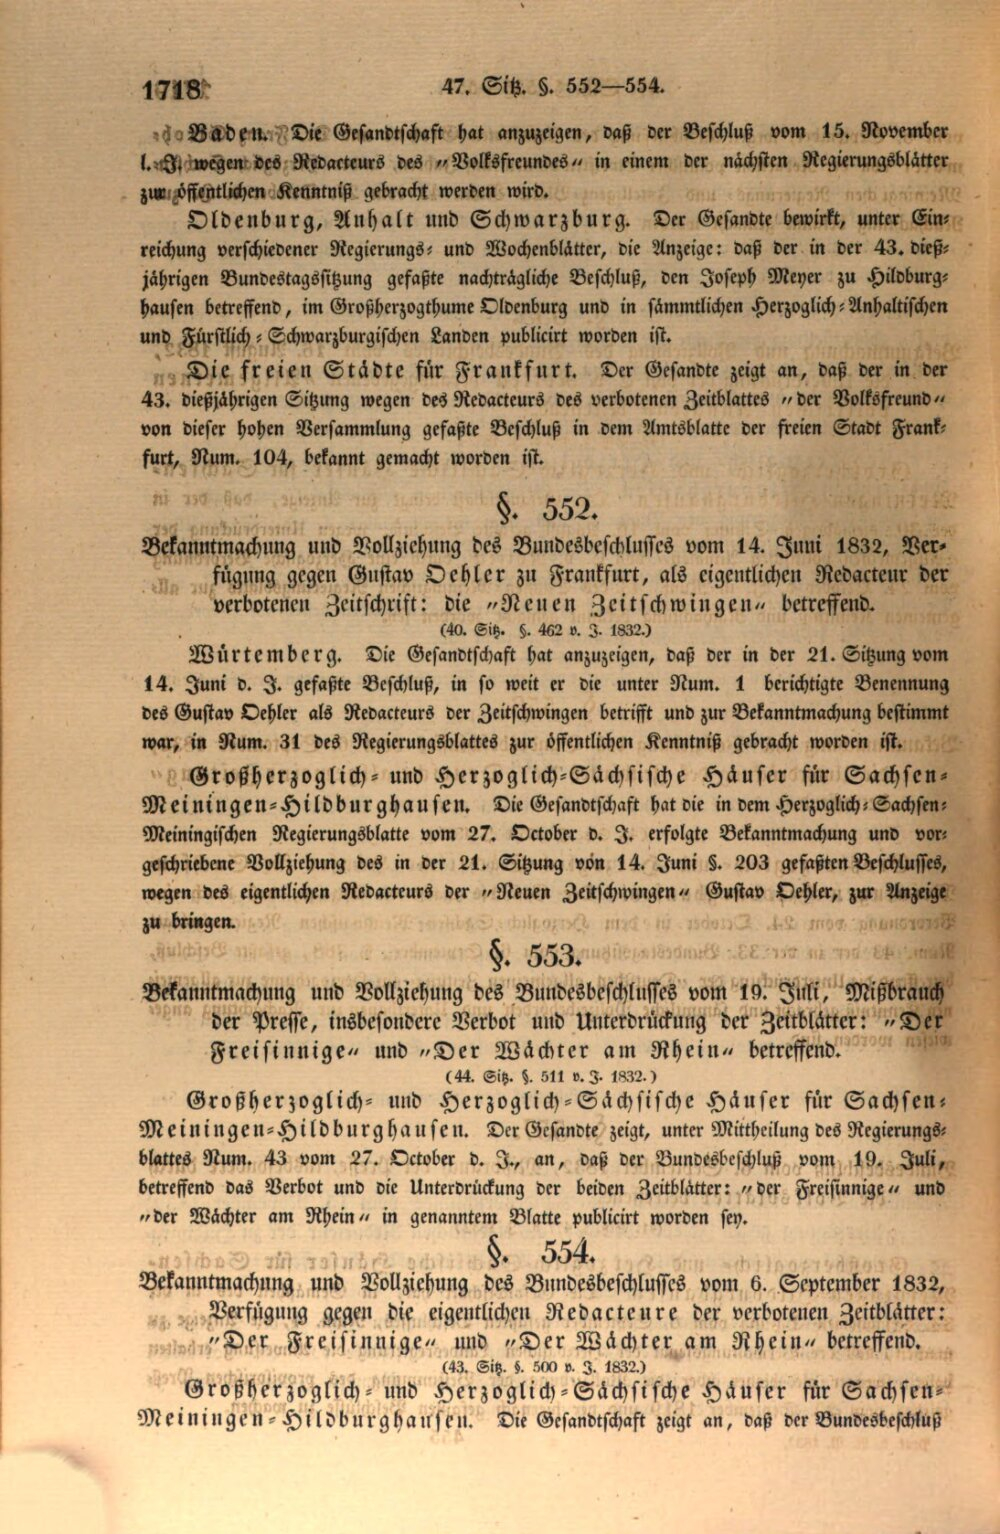 1718
47. Sitz. §. 552—554.
Baden. Die Gesandtschaft hat anzuzeigen, daß der Beschluß vom 15. November
l. J. wegen des Redacteurs des „Volksfreundes„ in einem der nächsten Regierungsblätter
zur öffentlichen Kenntniß gebracht werden wird.
Oldenburg, Anhalt und Schwarzburg. Der Gesandte bewirkt, unter Ein-
reichung verschiedener Regierungs- und Wochenblätter, die Anzeige: daß der in der 43. dieß-
jährigen Bundestagssitzung gefaßte nachträgliche Beschluß, den Joseph Meyer zu Hildburg-
hausen betreffend, im Großherzogthume Oldenburg und in sämmtlichen Herzoglich-Anhaltischen
und Fürstlich-Schwarzburgischen Landen publicirt worden ist.
Die freien Städte für Frankfurt. Der Gesandte zeigt an, daß der in der
43. dießjährigen Sitzung wegen des Redacteurs des verbotenen Zeitblattes „der Volksfreund„
von dieser hohen Versammlung gefaßte Beschluß in dem Amtsblatte der freien Stadt Frank-
furt, Num. 104, bekannt gemacht worden ist.
§. 552.
Bekanntmachung und Vollziehung des Bundesbeschlusses vom 14. Juni 1832, Ver-
fügung gegen Gustav Oehler zu Frankfurt, als eigentlichen Redacteur der
verbotenen Zeitschrift: die „Neuen Zeitschwingen„ betreffend.
(40. Sitz. §. 462 v. J. 1832.)
Würtemberg. Die Gesandtschaft hat anzuzeigen, daß der in der 21. Sitzung vom
14. Juni d. J. gefaßte Beschluß, in so weit er die unter Num. 1 berichtigte Benennung
des Gustav Oehler als Redacteurs der Zeitschwingen betrifft und zur Bekanntmachung bestimmt
war, in Num. 31 des Regierungsblattes zur öffentlichen Kenntniß gebracht worden ist.
Großherzoglich- und Herzoglich-Sächsische Häuser für Sachsen-
Meiningen-Hildburghausen. Die Gesandtschaft hat die in dem Herzoglich-Sachsen-
Meiningischen Regierungsblatte vom 27. October d. J. erfolgte Bekanntmachung und vor-
geschriebene Vollziehung des in der 21. Sitzung von 14. Juni §. 203 gefaßten Beschlusses,
wegen des eigentlichen Redacteurs der „Neuen Zeitschwingen„ Gustav Oehler, zur Anzeige
zu bringen.
§. 553.
Bekanntmachung und Vollziehung des Bundesbeschlusses vom 19. Juli, Mißbrauch
der Presse, insbesondere Verbot und Unterdrückung der Zeitblätter: „Der
Freisinnige„ und „Der Wächter am Rhein„ betreffend.
(44. Sitz. §. 511 v. J. 1832.)
Großherzoglich- und Herzoglich-Sächsische Häuser für Sachsen-
Meiningen-Hildburghausen. Der Gesandte zeigt, unter Mittheilung des Regierungs-
blattes Num. 43 vom 27. October d. J., an, daß der Bundesbeschluß vom 19. Juli,
betreffend das Verbot und die Unterdrückung der beiden Zeitblätter: „der Freisinnige„ und
„der Wächter am Rhein„ in genanntem Blatte publicirt worden sey.
§. 554.
Bekanntmachung und Vollziehung des Bundesbeschlusses vom 6. September 1832,
Verfügung gegen die eigentlichen Redacteure der verbotenen Zeitblätter:
„Der Freisinnige„ und „Der Wächter am Rhein„ betreffend.
(43. Sitz. §. 500 v. J. 1832.)
Großherzoglich- und Herzoglich-Sächsische Häuser für Sachsen-
Meiningen-Hildburghausen. Die Gesandtschaft zeigt an, daß der Bundesbeschluß